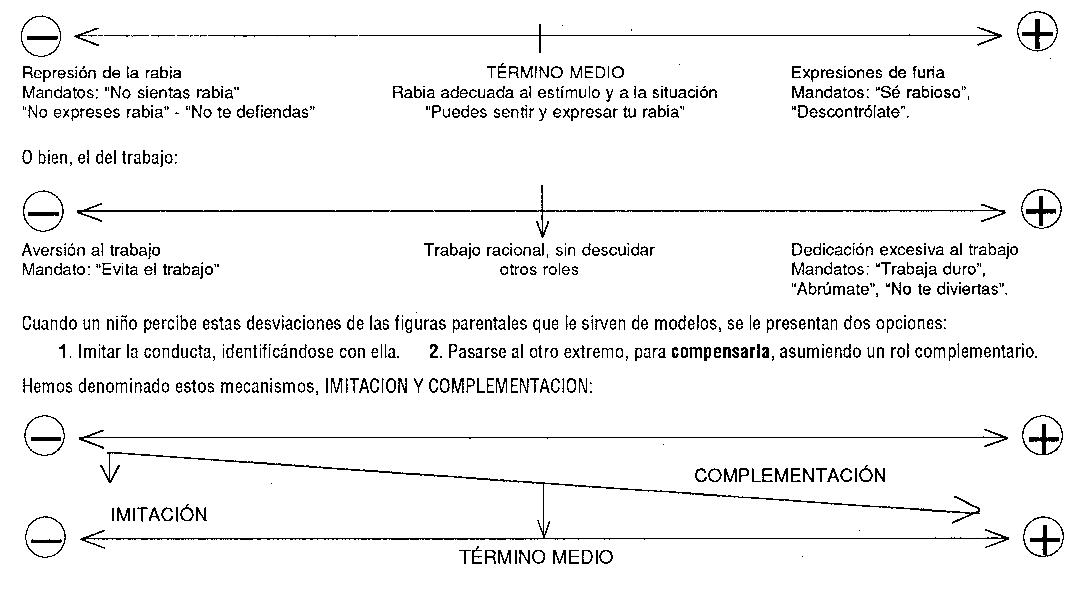 Represión de la rabia
Mandatos: "No sientas rabia"
"No expreses rabia" - "No te defiendas"
TÉRMINO MEDIO
Rabia adecuada al estímulo y a la situación
"Puedes sentir y expresar tu rabia"
Expresiones de furia
Mandatos: "Sé rabioso",
"Descontrólate".
O bien, el del trabajo:
Aversión al trabajo
Mandato: "Evita el trabajo"
Trabajo racional, sin descuidar
otros roles
Dedicación excesiva al trabajo
Mandatos: "Trabaja duro",
"Abrúmate", "No te diviertas".
Cuando un niño percibe estas desviaciones de las figuras parentales que le sirven de modelos, se le presentan dos opciones:
1. Imitar la conducta, identificándose con ella. 2. Pasarse al otro extremo, para compensarla, asumiendo un rol complementario.
Hemos denominado estos mecanismos, IMITACION Y COMPLEMENTACION:
COMPLEMENTACIÓN
IMITACIÓN
TÉRMINO MEDIO